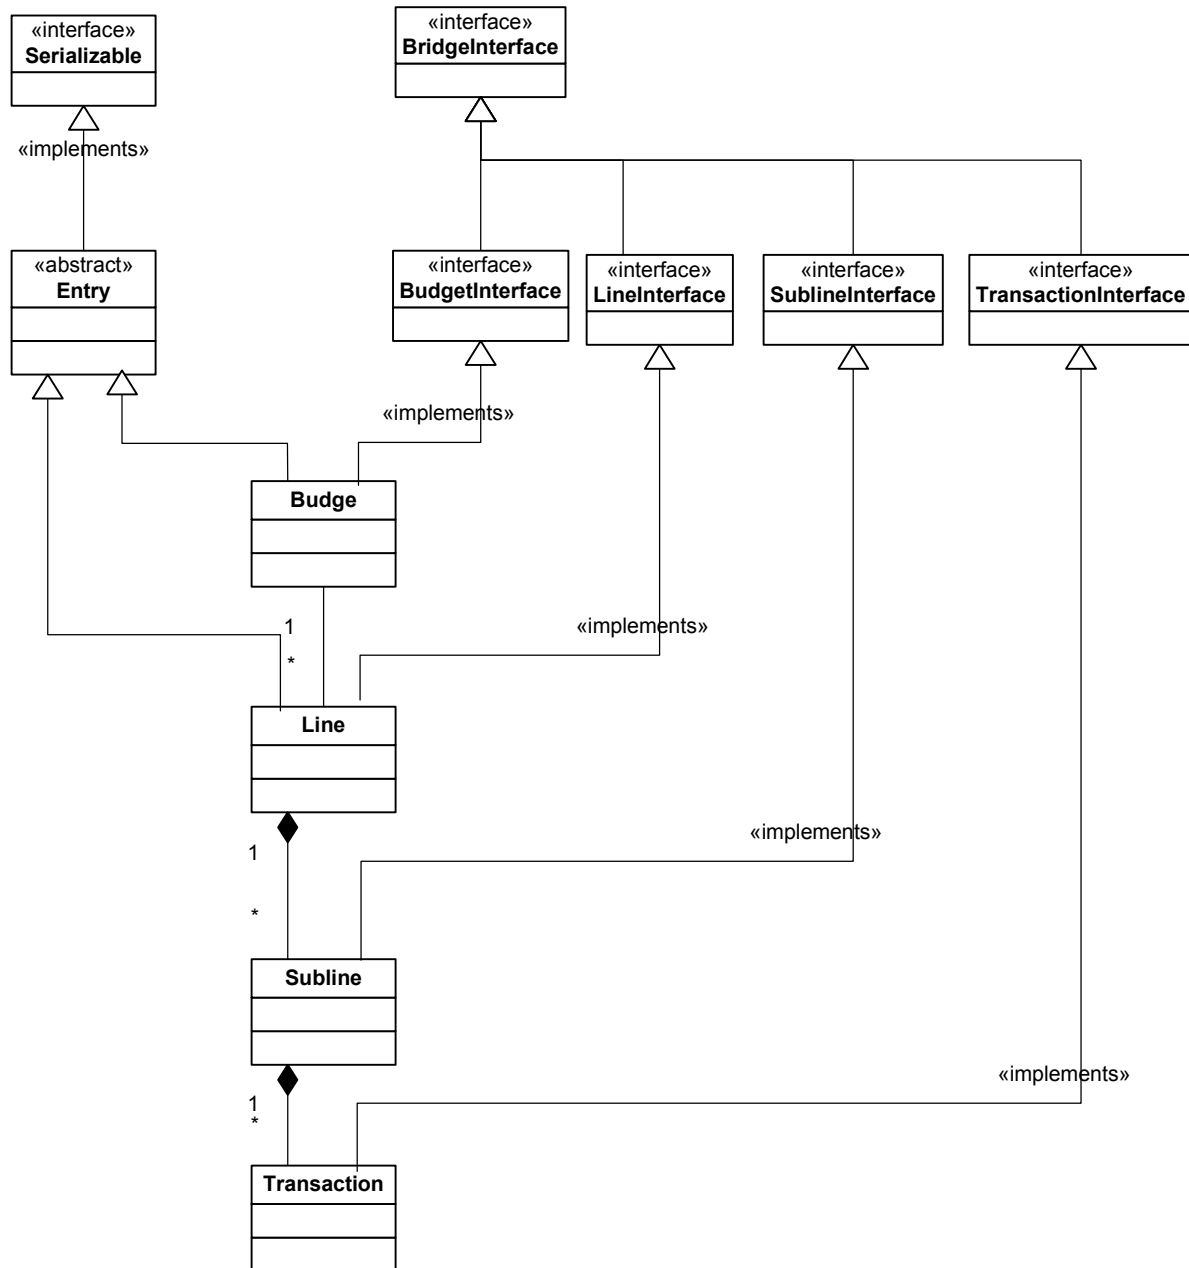 «interface»
Serializable
«interface»
BridgeInterface
«implements»
«abstract»
Entry
«interface»
BudgetInterface
«interface»
LineInterface
«interface»
SublineInterface
«interface»
TransactionInterface
«implements»
Budge
1
*
«implements»
Line
1
*
«implements»
Subline
1
*
«implements»
Transaction